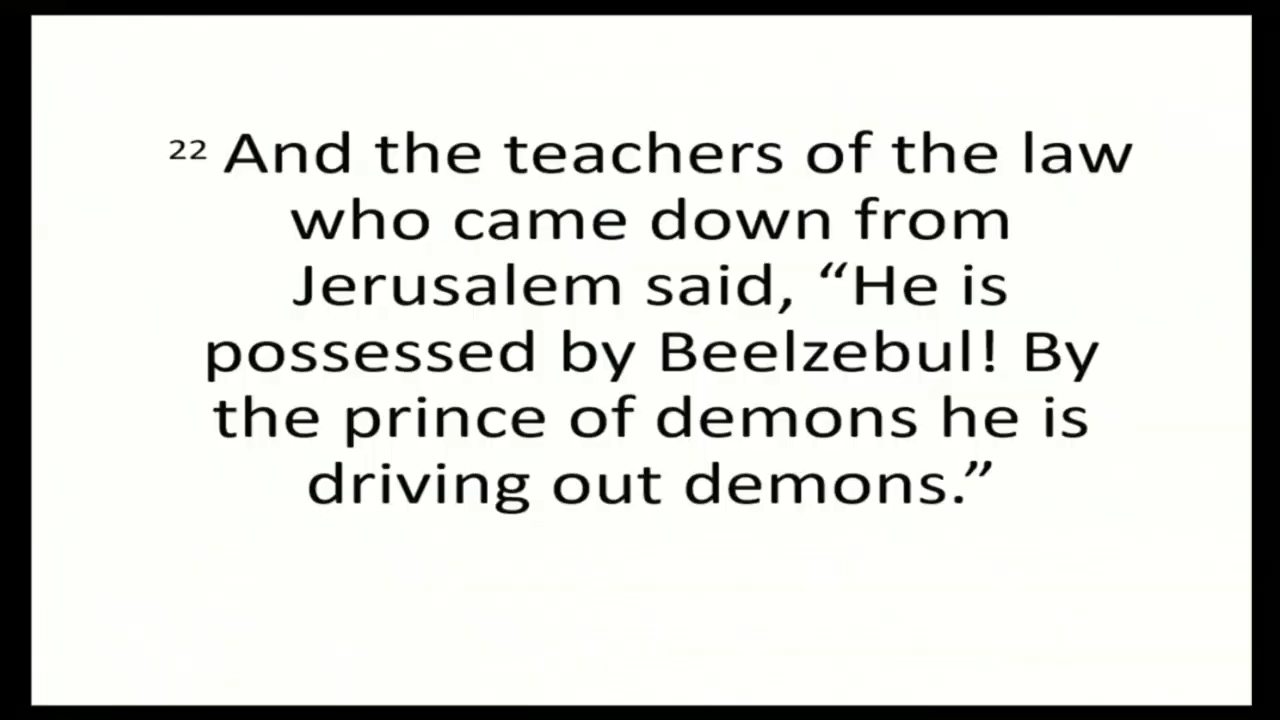 22 And the teachers of the law
who came down from
Jerusalem said, “He is
possessed by Beelzebul! By
the prince of demons he is
driving out demons.”